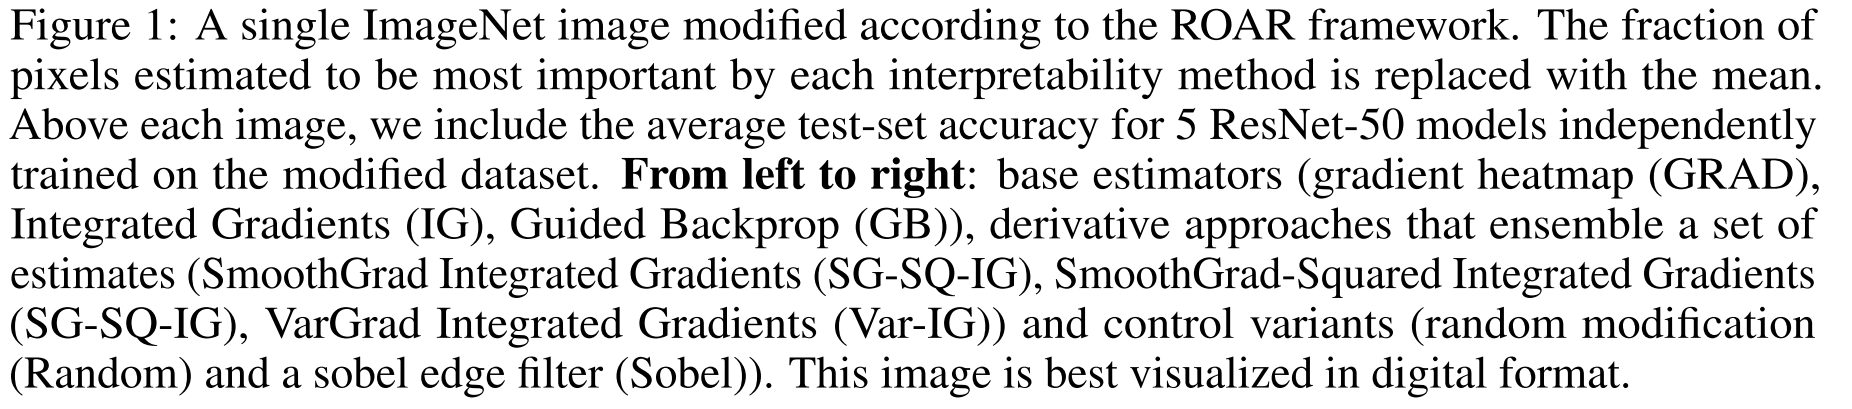 Figure 1: A single ImageNet image modified according to the ROAR framework. The fraction of
pixels estimated to be most important by each interpretability method is replaced with the mean.
Above each image, we include the average test-set accuracy for 5 ResNet-50 models independently
trained on the modified dataset. From left to right: base estimators (gradient heatmap (GRAD),
Integrated Gradients (IG), Guided Backprop (GB)), derivative approaches that ensemble a set of
estimates (SmoothGrad Integrated Gradients (SG-SQ-IG), SmoothGrad-Squared Integrated Gradients
(SG-SQ-IG), VarGrad Integrated Gradients (Var-IG)) and control variants (random modification
(Random) and a sobel edge filter (Sobel)). This image is best visualized in digital format.